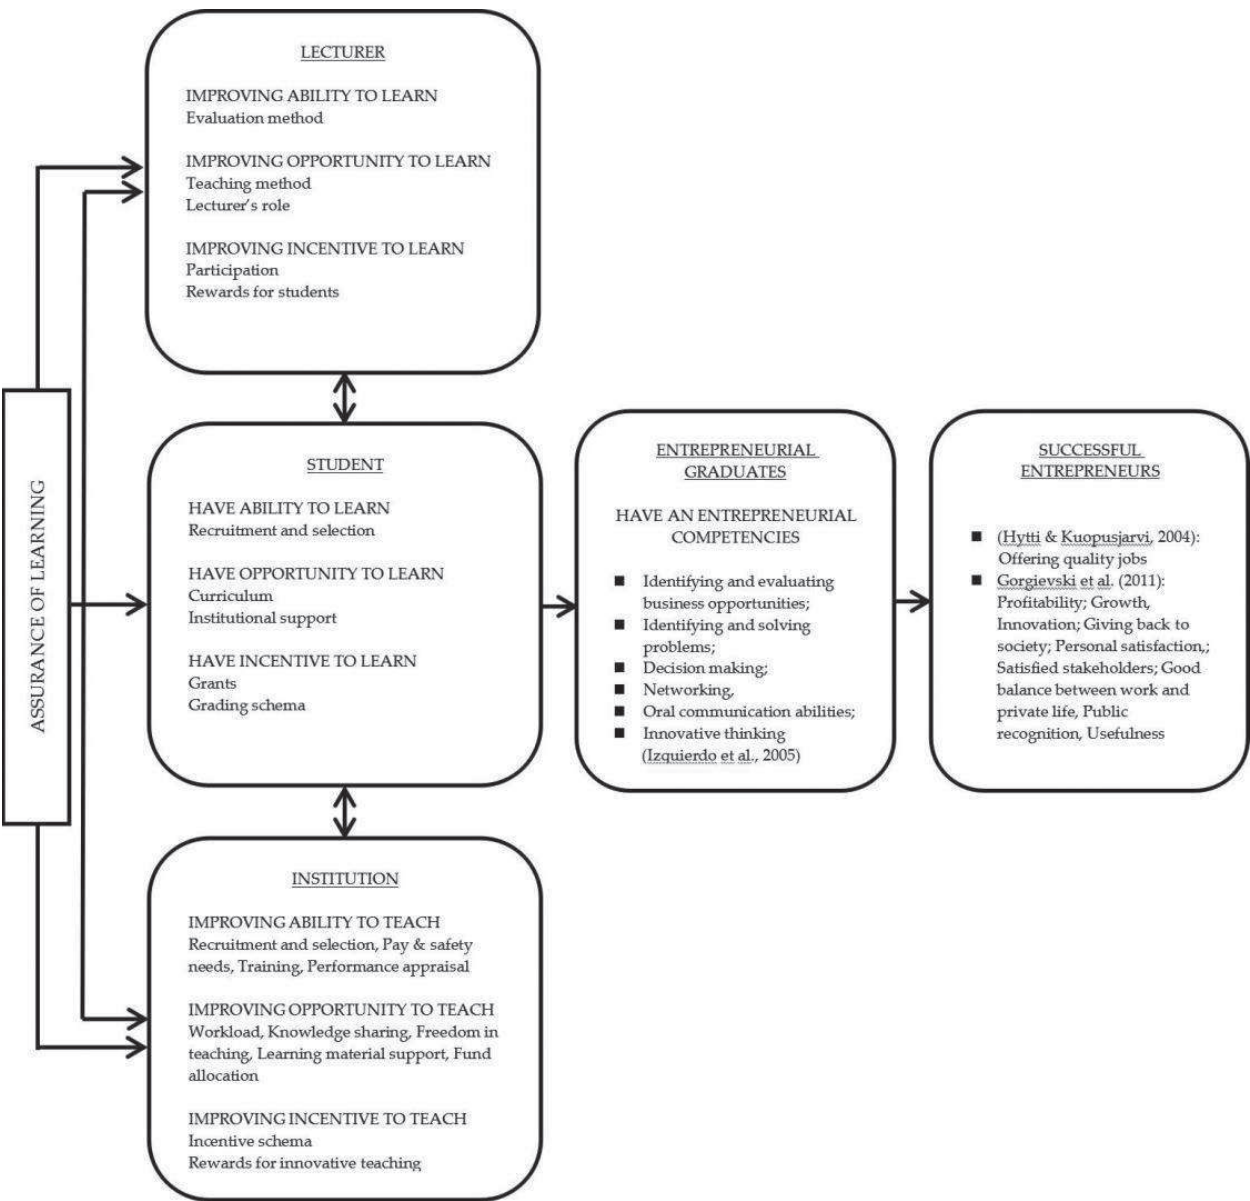 LECTURER
IMPROVING ABILITY TO LEARN
Evaluation method
IMPROVING OPPORTUNITY TO LEARN
Teaching method
Lecturer's role
IMPROVING INCENTIVE TO LEARN
Participation
Rewards for students
ASSURANCE OF LEARNING
STUDENT
HAVE ABILITY TO LEARN
Recruitment and selection
HAVE OPPORTUNITY TO LEARN
Curriculum
Institutional support
HAVE INCENTIVE TO LEARN
Grants
Grading schema
ENTREPRENEURIAL
GRADUATES
HAVE AN ENTREPRENEURIAL
COMPETENCIES
■ Identifying and evaluating
business opportunities;
■ Identifying and solving
problems;
■ Decision making;
■ Networking,
■ Oral communication abilities;
■ Innovative thinking
(Izquierdo et al., 2005)
SUCCESSFUL
ENTREPRENEURS
■ (Hytti & Kuopusjarvi, 2004):
Offering quality jobs
■ Gorgievski et al. (2011):
Profitability; Growth,
Innovation; Giving back to
society; Personal satisfaction,;
Satisfied stakeholders; Good
balance between work and
private life, Public
recognition, Usefulness
INSTITUTION
IMPROVING ABILITY TO TEACH
Recruitment and selection, Pay & safety
needs, Training, Performance appraisal
IMPROVING OPPORTUNITY TO TEACH
Workload, Knowledge sharing, Freedom in
teaching, Learning material support, Fund
allocation
IMPROVING INCENTIVE TO TEACH
Incentive schema
Rewards for innovative teaching